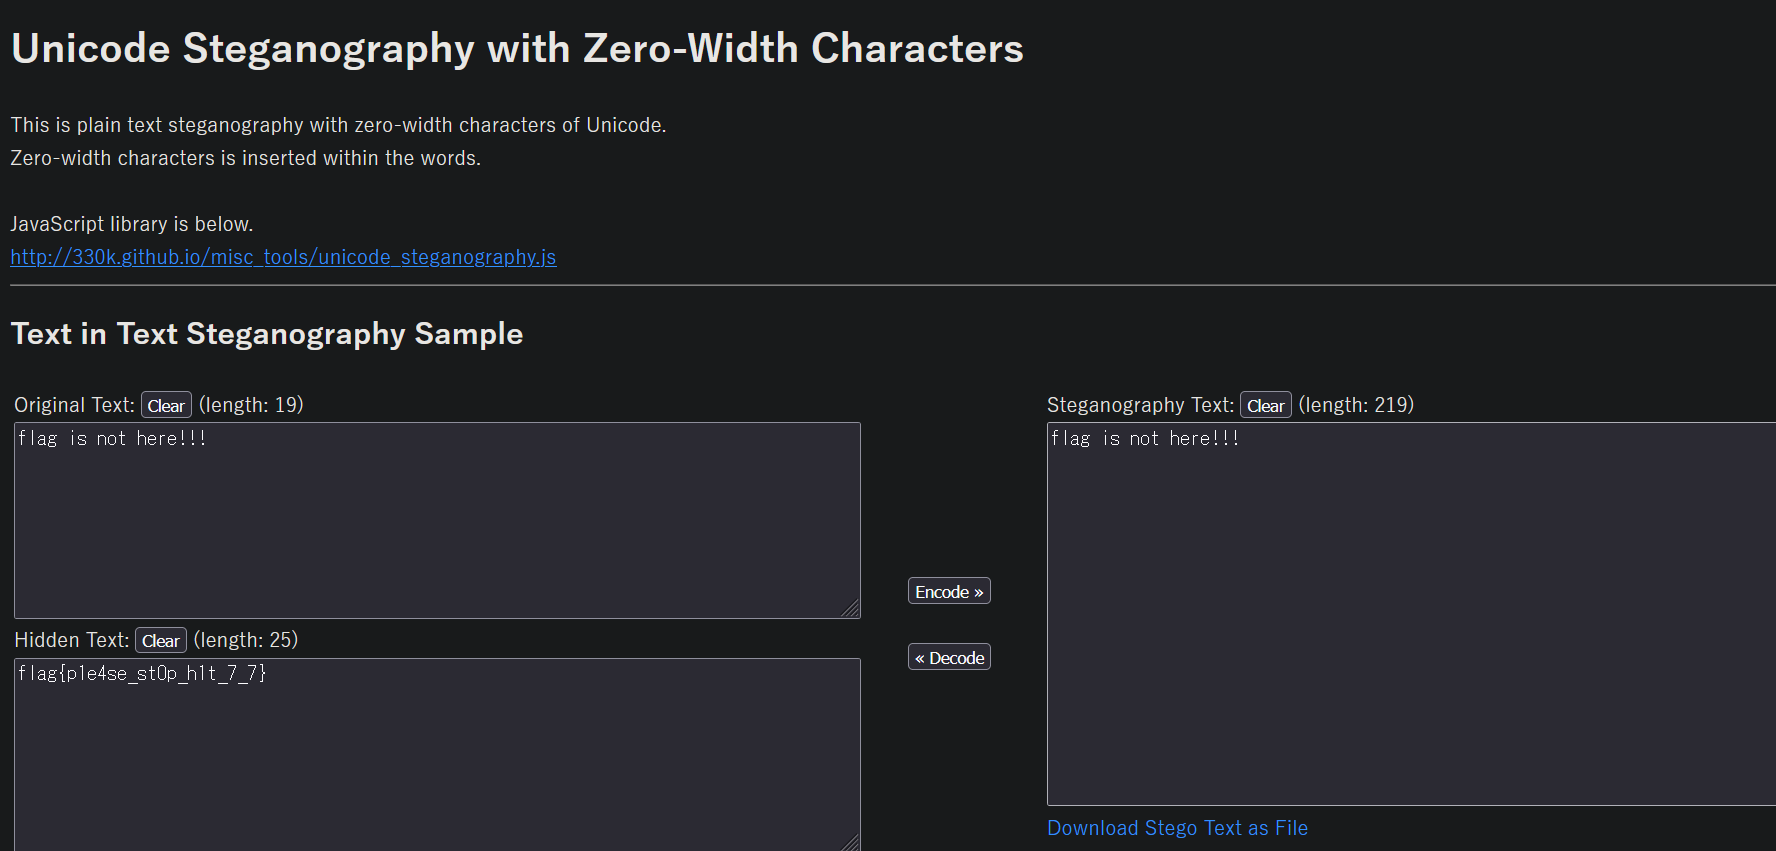 Unicode Steganography with Zero-Width Characters
This is plain text steganography with zero-width characters of Unicode.
Zero-width characters is inserted within the words.
JavaScript library is below.
http://330k.github.io/misc_tools/unicode_steganography.js
Text in Text Steganography Sample
Original Text: Clear (length: 19)
flag is not here!!!
Hidden Text: Clear (length: 25)
flag{p1e4se_st0p_h1t_7_7}
Encode »
« Decode
Steganography Text: Clear (length: 219)
flag is not here!!!
Download Stego Text as File